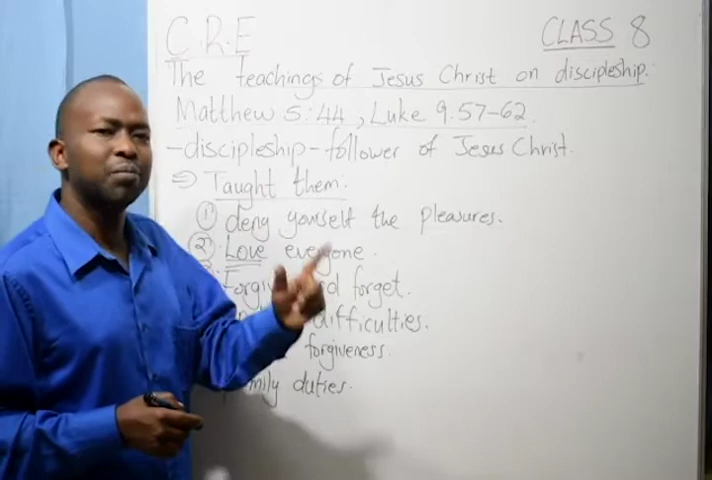 C.R.E CLASS 8
The teachings of Jesus Christ on discipleship.
Matthew 5:44, Luke 9.57-62.
-discipleship-follower of Jesus Christ.
⇒ Taught them:
① deny yourself the pleasures.
② Love everyone.
forget.
difficulties.
forgiveness.
duties.